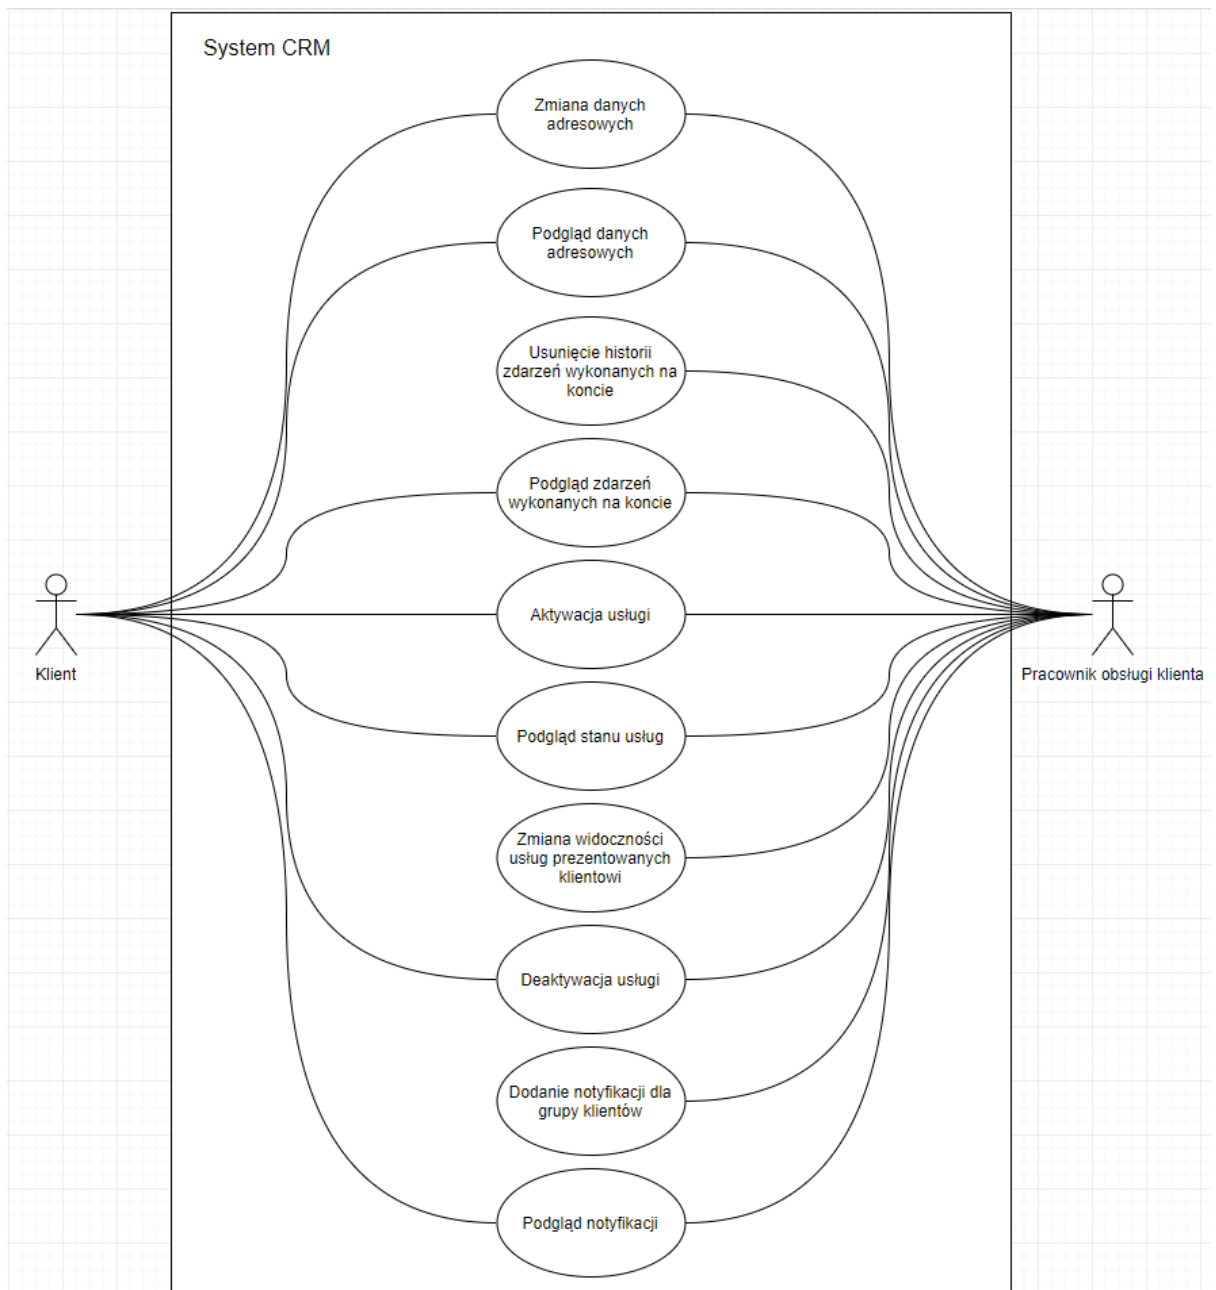 System CRM
Zmiana danych
adresowych
Podgląd danych
adresowych
Usunięcie historii
zdarzeń wykonanych na
koncie
Podgląd zdarzeń
wykonanych na koncie
Aktywacja usługi
Klient
Pracownik obsługi klienta
Podgląd stanu usług
Zmiana widoczności
usług prezentowanych
klientowi
Deaktywacja usługi
Dodanie notyfikacji dla
grupy klientów
Podgląd notyfikacji